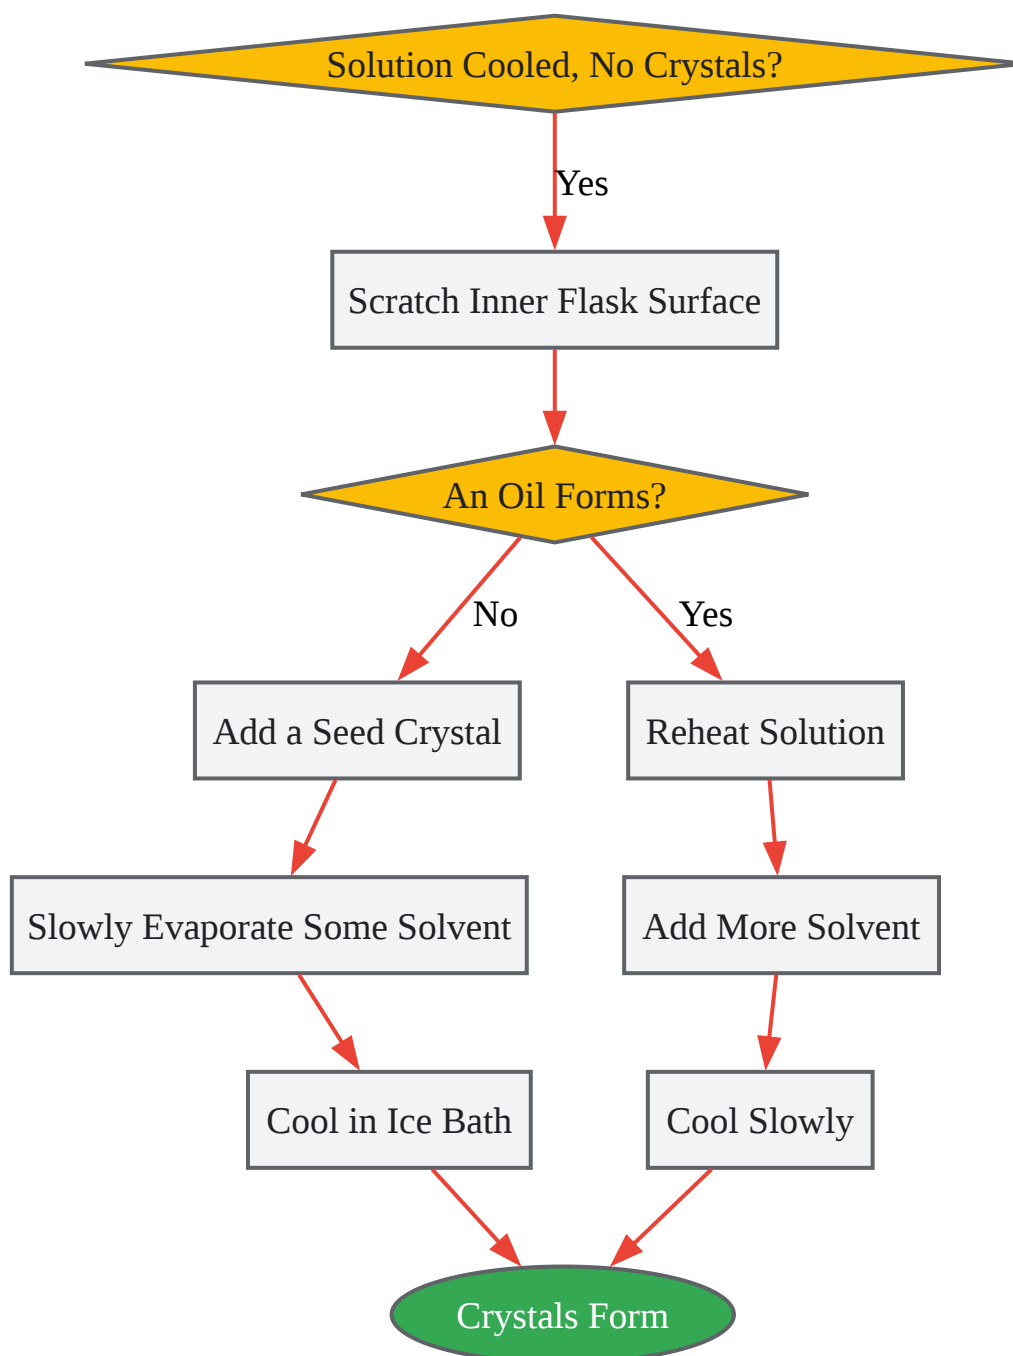 Solution Cooled, No Crystals?
Yes
Scratch Inner Flask Surface
An Oil Forms?
No
Yes
Add a Seed Crystal
Reheat Solution
Slowly Evaporate Some Solvent
Add More Solvent
Cool in Ice Bath
Cool Slowly
Crystals Form